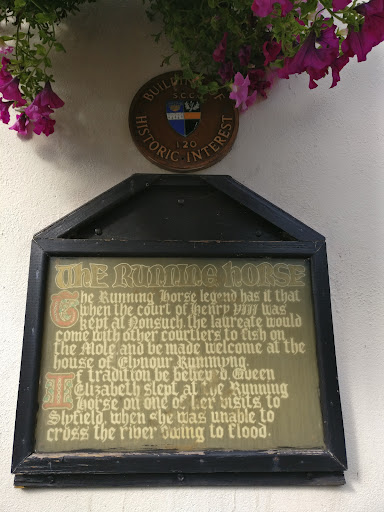 BUILDING OF
SCC
120
HISTORIC · INTEREST
THE RUNNING HORSE
The Running Horse legend has it that
when the court of Henry VIII was
kept at Nonsuch, the laureate would
come with other courtiers to fish on
the Mole, and be made welcome at the
house of Elynour Rummyng.
If tradition be believ'd, Queen
Elizabeth slept at the Running
Horse, on one of her visits to
Slyfield, when she was unable to
cross the river owing to flood.